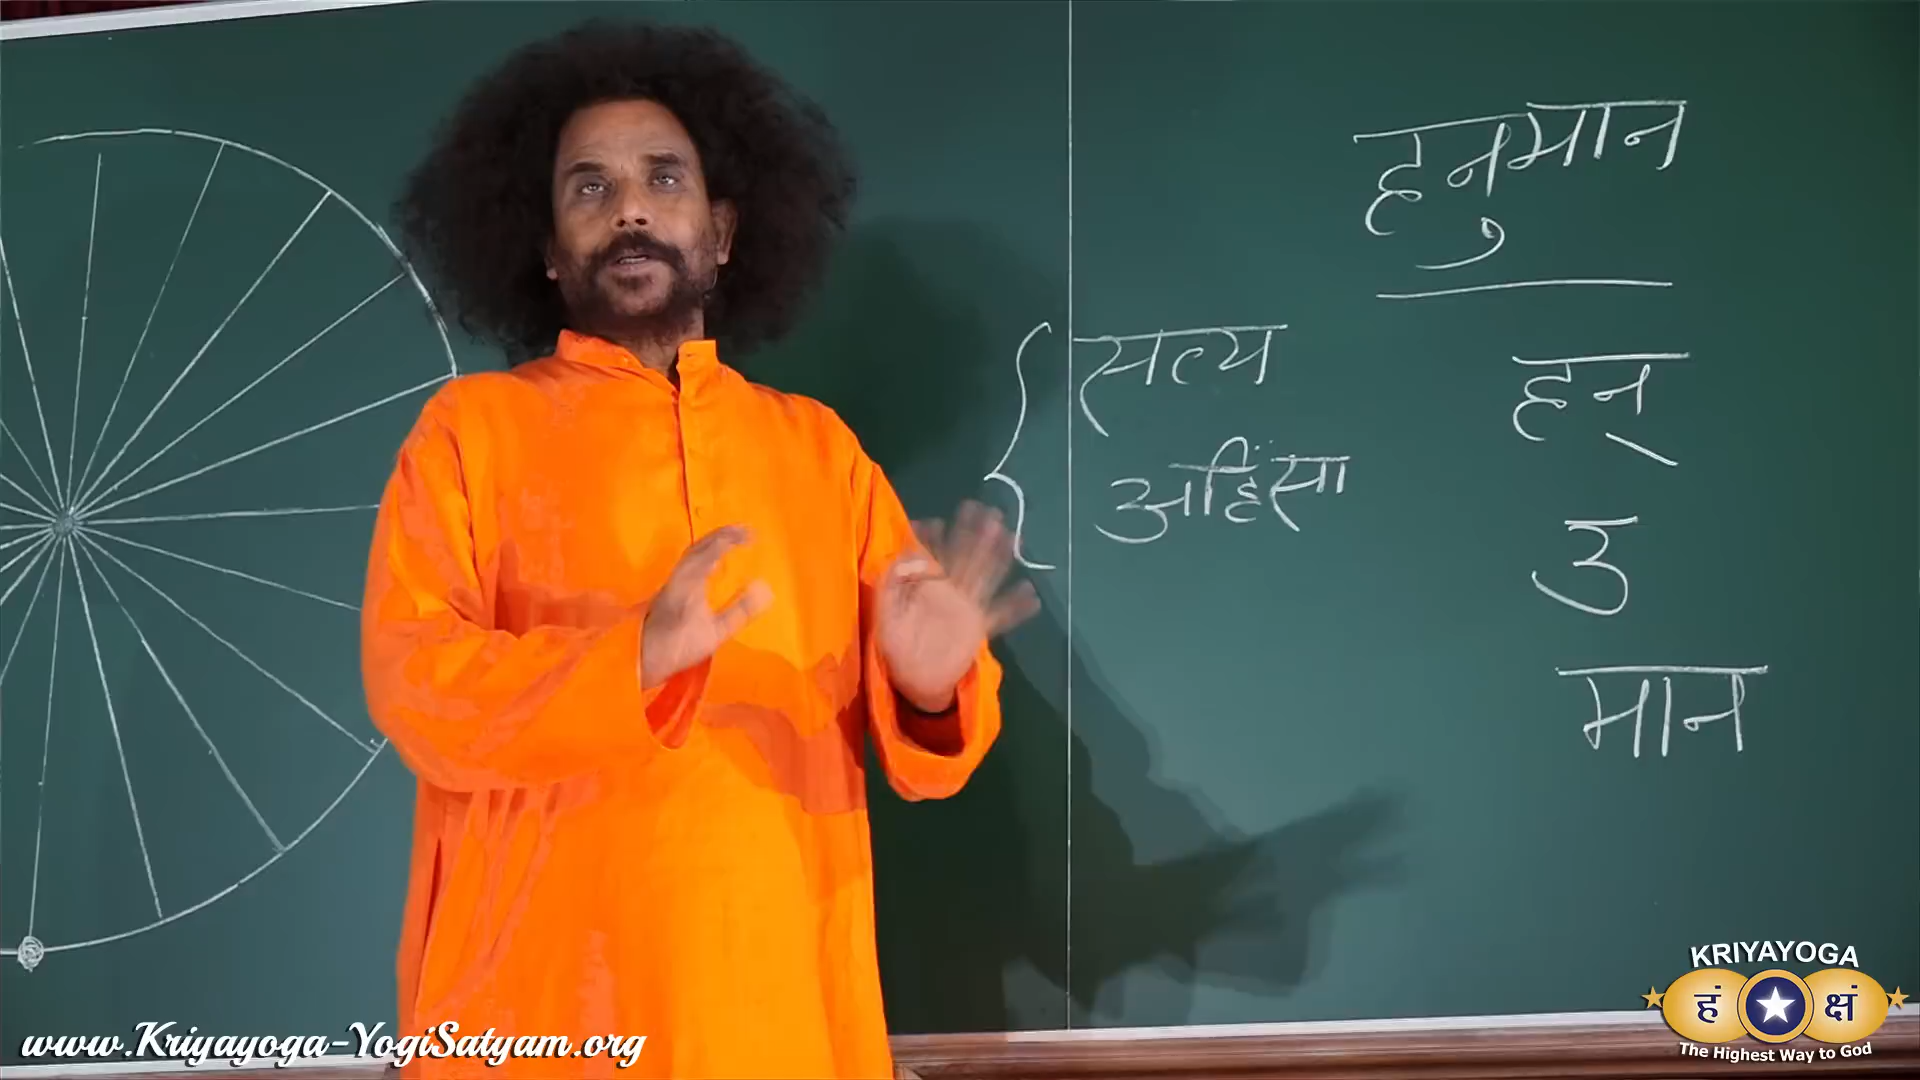 हनुमान
सत्य
अहिंसा
हन्
उ
मान
KRIYAYOGA
हं क्षं
The Highest Way to God
www.Kriyayoga-YogiSatyam.org